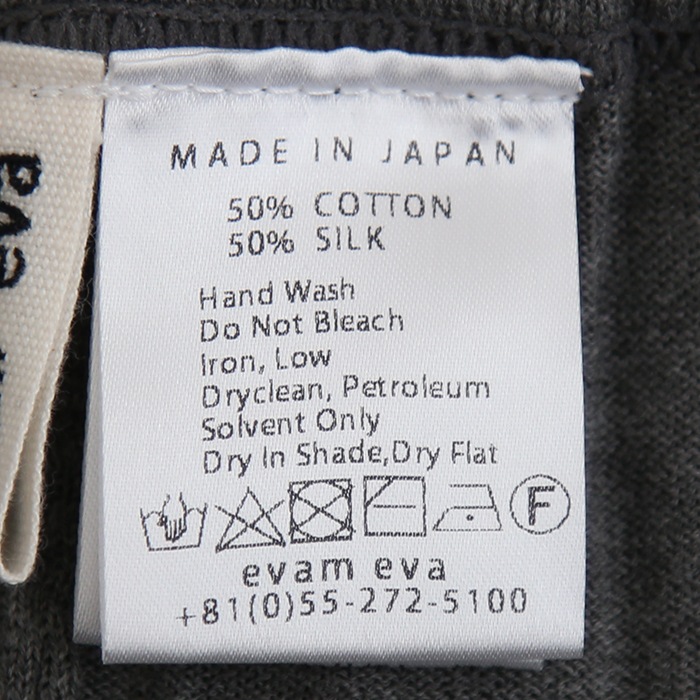 MADE IN JAPAN
50% COTTON
50% SILK
Hand Wash
Do Not Bleach
Iron, Low
Dryclean, Petroleum
Solvent Only
Dry In Shade,Dry Flat
F
evam eva
+81(0)55-272-5100
eva